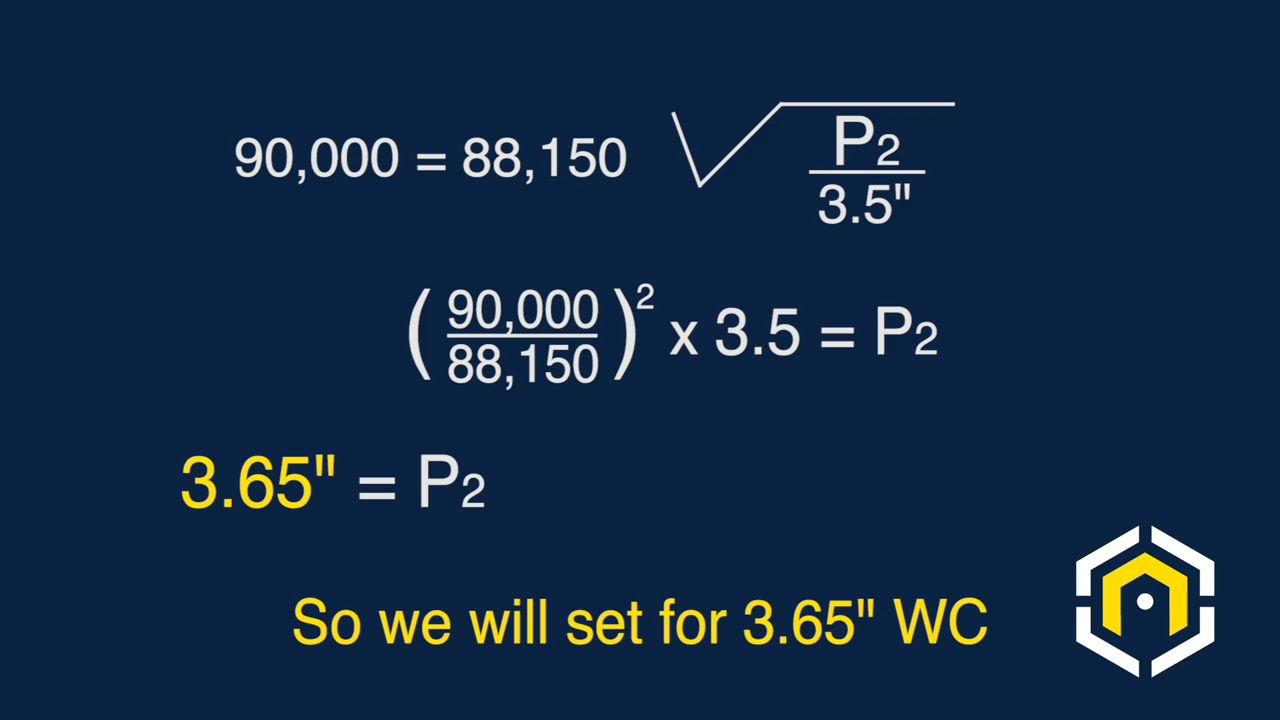 90,000 = 88,150 √(P₂ / 3.5")
(90,000 / 88,150)² x 3.5 = P₂
3.65" = P₂
So we will set for 3.65" WC